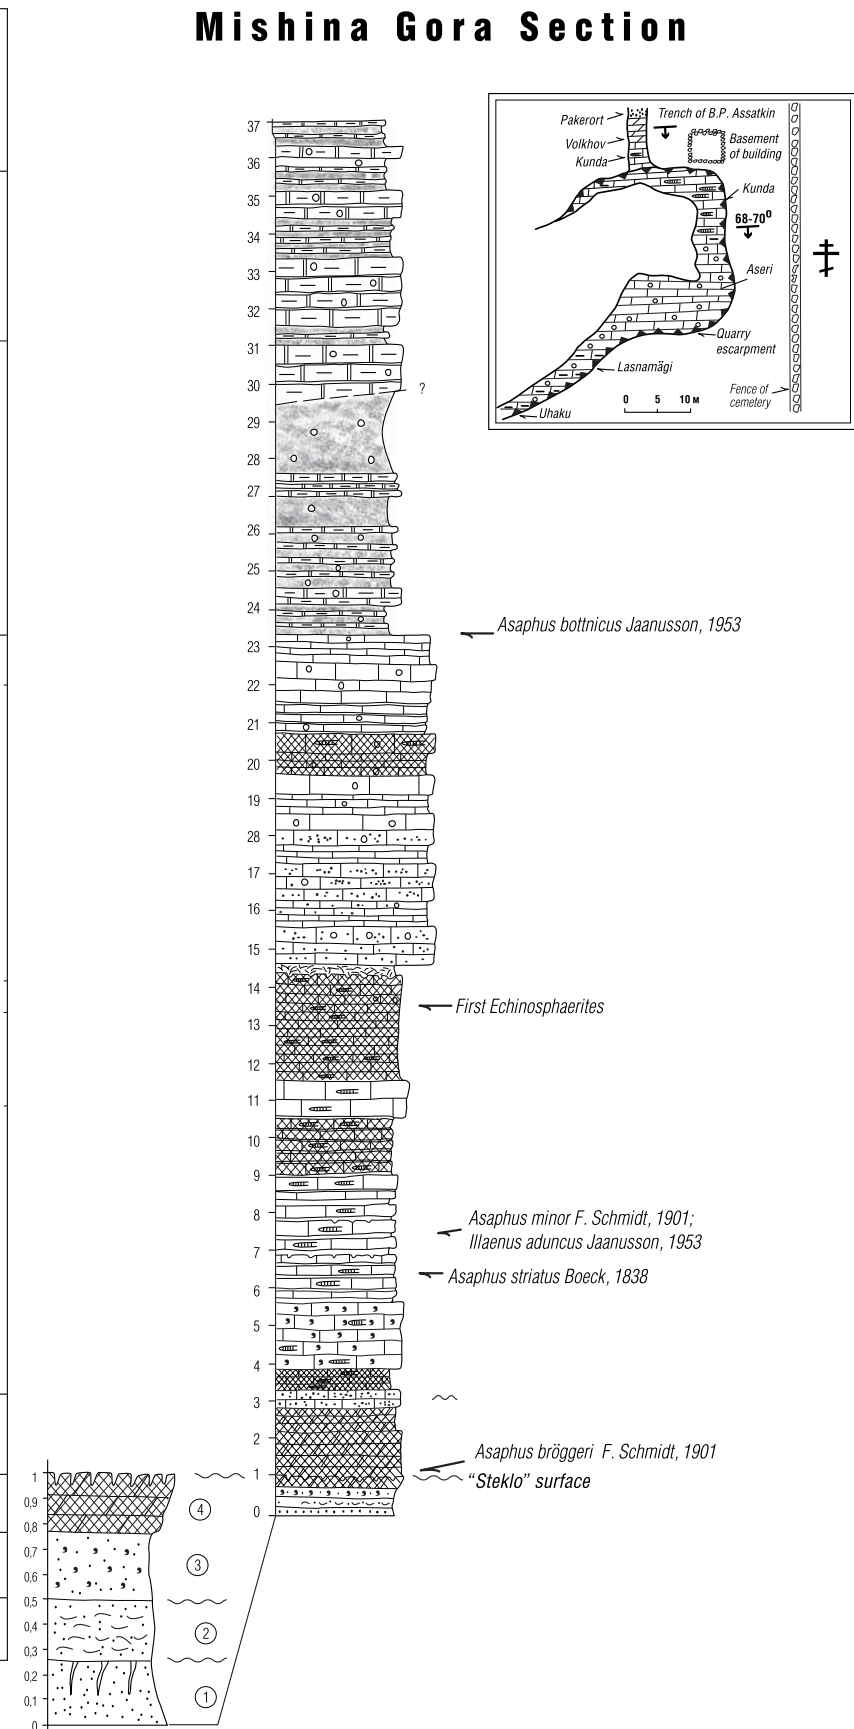 Mishina Gora Section
37
36
35
34
33
32
31
30
29
28
27
26
25
24
23
22
21
20
19
28
17
16
15
14
13
12
11
10
9
8
7
6
5
4
3
2
1
0
?
Pakerort
Volkhov
Kunda
Trench of B.P. Assatkin
Basement
of building
Kunda
68-70⁰
Aseri
Quarry
escarpment
Lasnamägi
Fence of
cemetery
Uhaku
0 5 10 м
Asaphus bottnicus Jaanusson, 1953
First Echinosphaerites
Asaphus minor F. Schmidt, 1901;
Illaenus aduncus Jaanusson, 1953
Asaphus striatus Boeck, 1838
Asaphus bröggeri F. Schmidt, 1901
“Steklo” surface
1
0,9
0,8
0,7
0,6
0,5
0,4
0,3
0,2
0,1
0
4
3
2
1